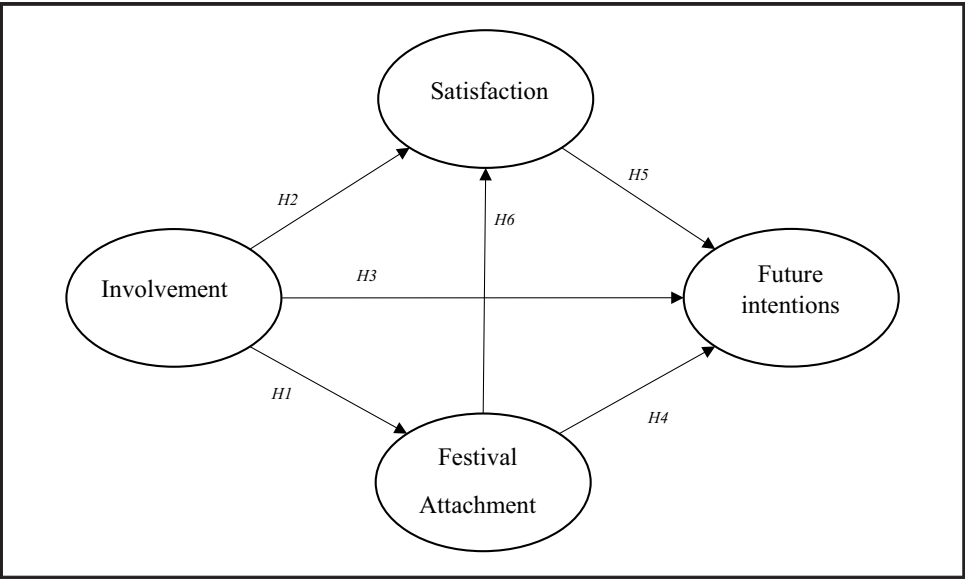 Satisfaction
H2
H5
H6
Involvement
H3
Future
intentions
H1
H4
Festival
Attachment